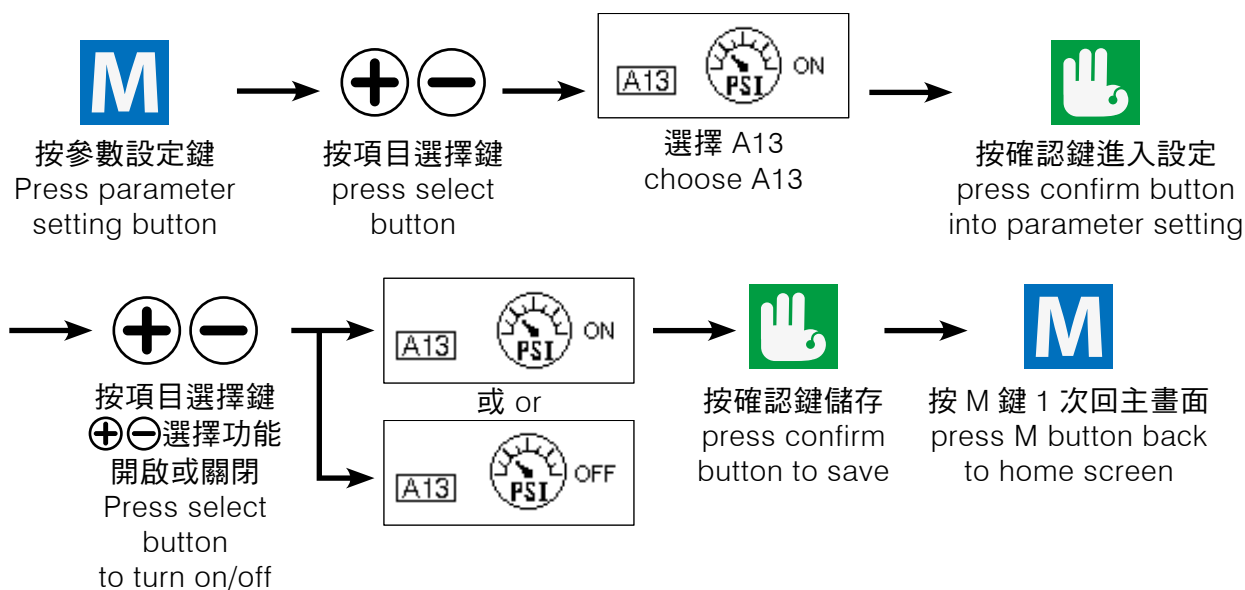 M
按參數設定鍵
Press parameter
setting button
按項目選擇鍵
press select
button
A13 PSI ON
選擇 A13
choose A13
按確認鍵進入設定
press confirm button
into parameter setting
按項目選擇鍵
⊕⊖選擇功能
開啟或關閉
Press select
button
to turn on/off
A13 PSI ON
或 or
A13 PSI OFF
按確認鍵儲存
press confirm
button to save
M
按 M 鍵 1 次回主畫面
press M button back
to home screen